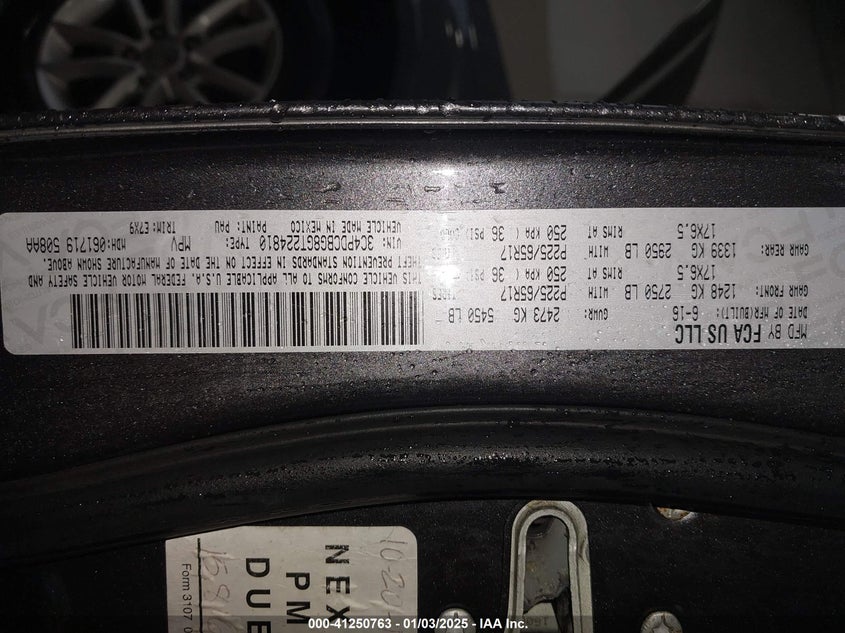 MFD BY FCA US LLC
DATE OF MFR(BUILT): 6-16
GVWR: 2473 KG 5450 LB
GAWR FRONT: 1248 KG 2750 LB WITH P225/65R17 TIRES
17X6.5 RIMS AT 250 KPA ( 36 PSI)
GAWR REAR: 1339 KG 2950 LB WITH P225/65R17
17X6.5 RIMS AT 250 KPA ( 36 PSI)
THIS VEHICLE CONFORMS TO ALL APPLICABLE U.S.A. FEDERAL MOTOR VEHICLE SAFETY AND
THEFT PREVENTION STANDARDS IN EFFECT ON THE DATE OF MANUFACTURE SHOWN ABOVE.
VIN: 3C4PDCBG8GT224810 TYPE: MPV MDH:061719 508AA
VEHICLE MADE IN MEXICO PAINT: PAU TRIM:E7X9
NEX
PM
DUE
10-20
Form 3107
000-41250763 - 01/03/2025 - IAA Inc.